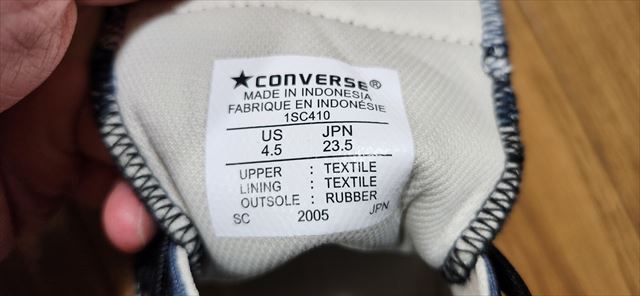 ★CONVERSE®
MADE IN INDONESIA
FABRIQUE EN INDONÉSIE
1SC410
US JPN
4.5 23.5
UPPER : TEXTILE
LINING : TEXTILE
OUTSOLE : RUBBER
SC 2005 JPN